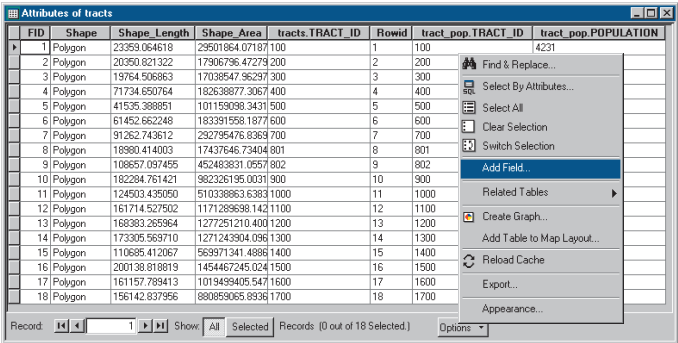 Attributes of tracts
FID Shape Shape_Length Shape_Area tracts.TRACT_ID Rowid tract_pop.TRACT_ID tract_pop.POPULATION
1 Polygon 23359.064618 29501864.07187 100 1 100 4231
2 Polygon 20350.821322 17906796.47279 200 2 200
3 Polygon 19764.506863 17038547.96297 300 3 300
4 Polygon 71734.650764 182638877.3067 400 4 400
5 Polygon 41535.388851 101159098.3431 500 5 500
6 Polygon 61452.662248 183391558.1877 600 6 600
7 Polygon 91262.743612 292795476.8369 700 7 700
8 Polygon 18980.414003 17437646.73404 801 8 801
9 Polygon 108657.097455 452483831.0557 802 9 802
10 Polygon 182284.761421 982326195.0031 900 10 900
11 Polygon 124503.435050 510338863.6383 1000 11 1000
12 Polygon 161714.527502 1171289698.142 1100 12 1100
13 Polygon 168383.265964 1277251210.400 1200 13 1200
14 Polygon 173305.569710 1271243904.096 1300 14 1300
15 Polygon 110685.412067 569971341.4886 1400 15 1400
16 Polygon 200138.818819 1454467245.024 1500 16 1500
17 Polygon 161157.789413 1019499405.547 1600 17 1600
18 Polygon 156142.837956 880859065.8936 1700 18 1700
Find & Replace...
SQL Select By Attributes...
Select All
Clear Selection
Switch Selection
Add Field...
Related Tables
Create Graph...
Add Table to Map Layout...
Reload Cache
Export...
Appearance...
Record: 1 Show: All Selected Records (0 out of 18 Selected.) Options